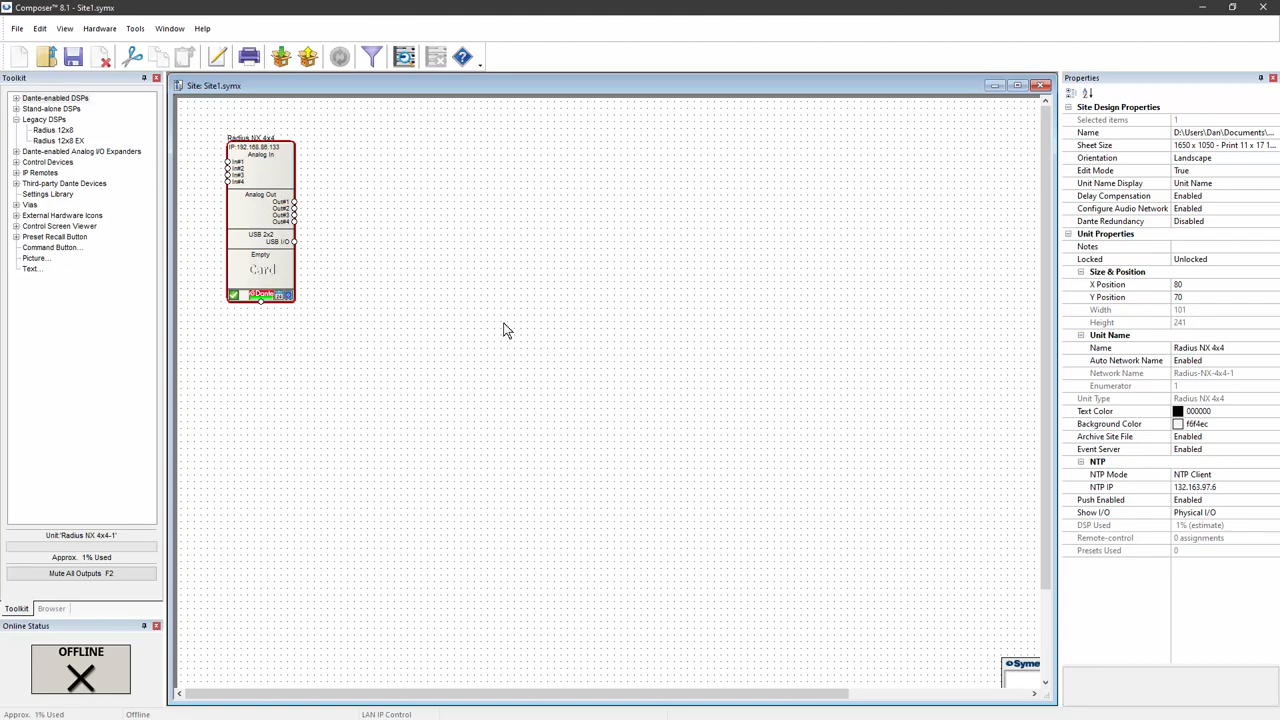 Composer™ 8.1 - Site1.symx
File Edit View Hardware Tools Window Help
Toolkit
Dante-enabled DSPs
Stand-alone DSPs
Legacy DSPs
Radius 12x8
Radius 12x8 EX
Dante-enabled Analog I/O Expanders
Control Devices
IP Remotes
Third-party Dante Devices
Settings Library
Vias
External Hardware Icons
Control Screen Viewer
Preset Recall Button
Command Button...
Picture...
Text...
Unit:'Radius NX 4x4-1'
Approx. 1% Used
Mute All Outputs F2
Toolkit Browser
Online Status
OFFLINE
Site: Site1.symx
Radius NX 4x4
IP:192.168.86.133
Analog In
In#1
In#2
In#3
In#4
Analog Out
Out#1
Out#2
Out#3
Out#4
USB 2x2
USB I/O
Empty
Card
Dante
Syme
Properties
Site Design Properties
Selected items 1
Name D:\Users\Dan\Documents\...
Sheet Size 1650 x 1050 - Print 11 x 17 1...
Orientation Landscape
Edit Mode True
Unit Name Display Unit Name
Delay Compensation Enabled
Configure Audio Network Enabled
Dante Redundancy Disabled
Unit Properties
Notes
Locked Unlocked
Size & Position
X Position 80
Y Position 70
Width 101
Height 241
Unit Name
Name Radius NX 4x4
Auto Network Name Enabled
Network Name Radius-NX-4x4-1
Enumerator 1
Unit Type Radius NX 4x4
Text Color 000000
Background Color f6f4ec
Archive Site File Enabled
Event Server Enabled
NTP
NTP Mode NTP Client
NTP IP 132.163.97.6
Push Enabled Enabled
Show I/O Physical I/O
DSP Used 1% (estimate)
Remote-control 0 assignments
Presets Used 0
Approx. 1% Used Offline LAN IP Control